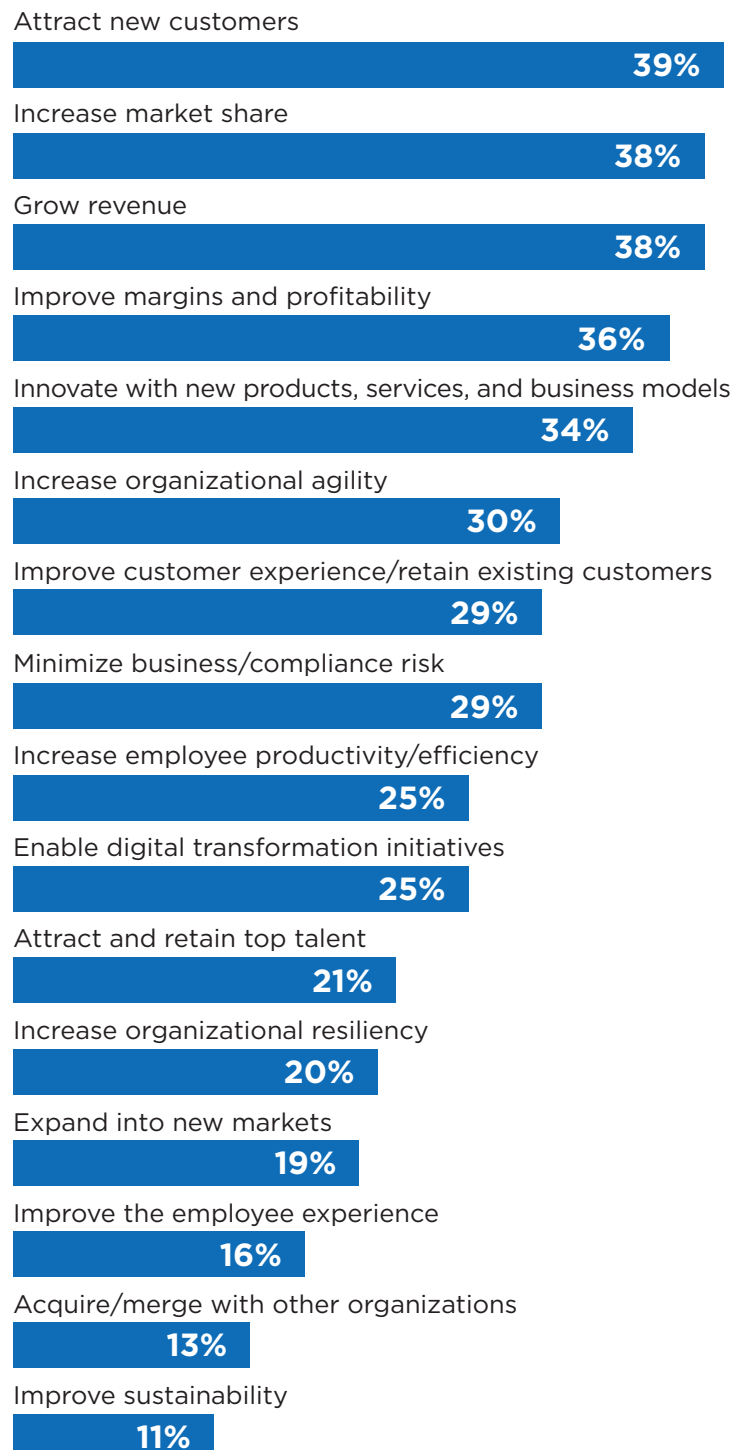 Attract new customers
39%
Increase market share
38%
Grow revenue
38%
Improve margins and profitability
36%
Innovate with new products, services, and business models
34%
Increase organizational agility
30%
Improve customer experience/retain existing customers
29%
Minimize business/compliance risk
29%
Increase employee productivity/efficiency
25%
Enable digital transformation initiatives
25%
Attract and retain top talent
21%
Increase organizational resiliency
20%
Expand into new markets
19%
Improve the employee experience
16%
Acquire/merge with other organizations
13%
Improve sustainability
11%